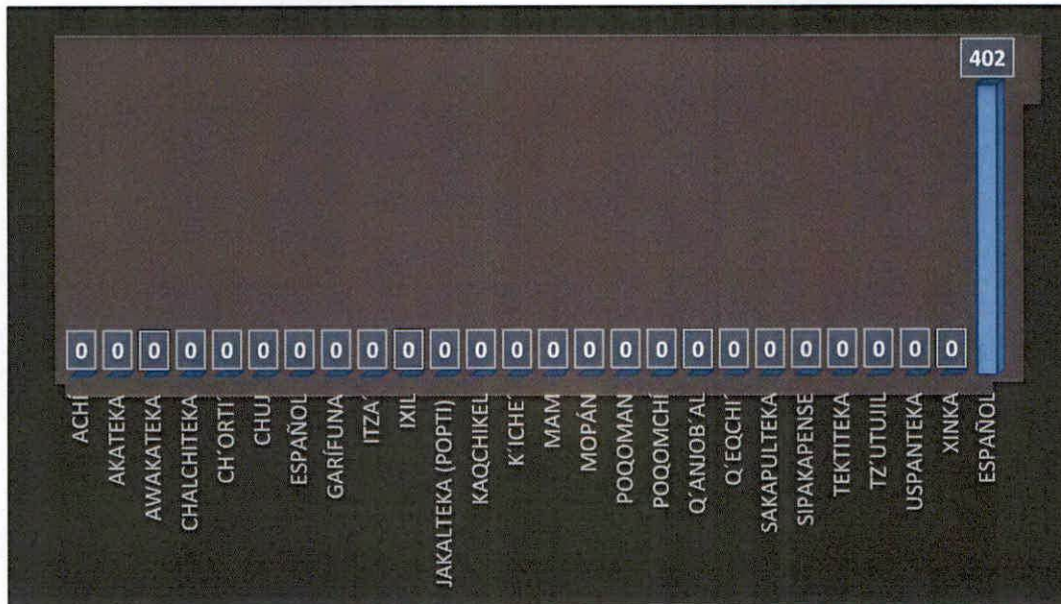 402
0 0 0 0 0 0 0 0 0 0 0 0 0 0 0 0 0 0 0 0 0 0 0 0 0
ACHÍ
AKATEKA
AWAKATEKA
CHALCHITEKA
CH´ORTI´
CHUJ
ESPAÑOL
GARÍFUNA
ITZA´
IXIL
JAKALTEKA (POPTI)
KAQCHIKEL
K´ICHE´
MAM
MOPÁN
POQOMAN
POQOMCHÍ
Q´ANJOB´AL
Q´EQCHI´
SAKAPULTEKA
SIPAKAPENSE
TEKTITEKA
TZ´UTUJIL
USPANTEKA
XINKA
ESPAÑOL